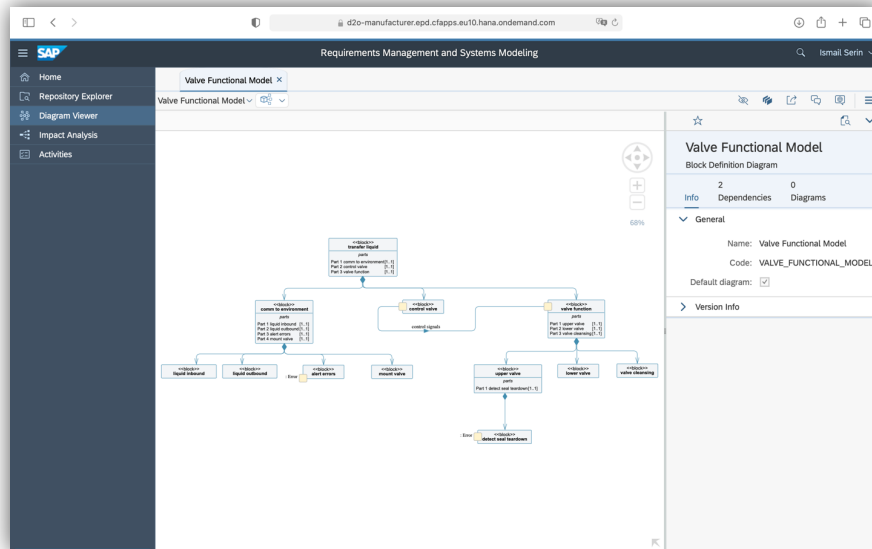 d2o-manufacturer.epd.cfapps.eu10.hana.ondemand.com
SAP
Requirements Management and Systems Modeling
Ismail Serin
Home
Repository Explorer
Diagram Viewer
Impact Analysis
Activities
Valve Functional Model ×
Valve Functional Model
68%
<<block>>
transfer liquid
parts
Part 1 comm to environment[1..1]
Part 2 control valve [1..1]
Part 3 valve function [1..1]
<<block>>
comm to environment
parts
Part 1 liquid inbound [1..1]
Part 2 liquid outbound[1..1]
Part 3 alert errors [1..1]
Part 4 mount valve [1..1]
<<block>>
control valve
control signals
<<block>>
valve function
parts
Part 1 upper valve [1..1]
Part 2 lower valve [1..1]
Part 3 valve cleansing[1..1]
<<block>>
liquid inbound
<<block>>
liquid outbound
: Error
<<block>>
alert errors
<<block>>
mount valve
<<block>>
upper valve
parts
Part 1 detect seal teardown[1..1]
<<block>>
lower valve
<<block>>
valve cleansing
: Error
<<block>>
detect seal teardown
Valve Functional Model
Block Definition Diagram
Info
2
Dependencies
0
Diagrams
General
Name: Valve Functional Model
Code: VALVE_FUNCTIONAL_MODEL
Default diagram:
Version Info